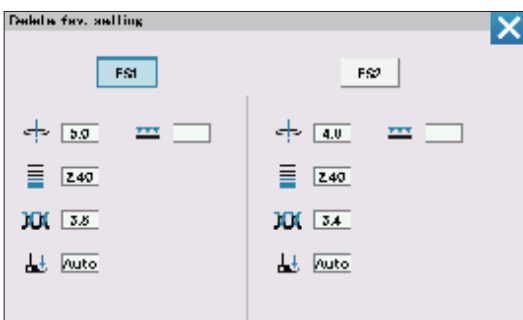 Delete fav. setting
FS1
FS2
5.0
4.0
2.40
2.40
3.8
3.4
Auto
Auto